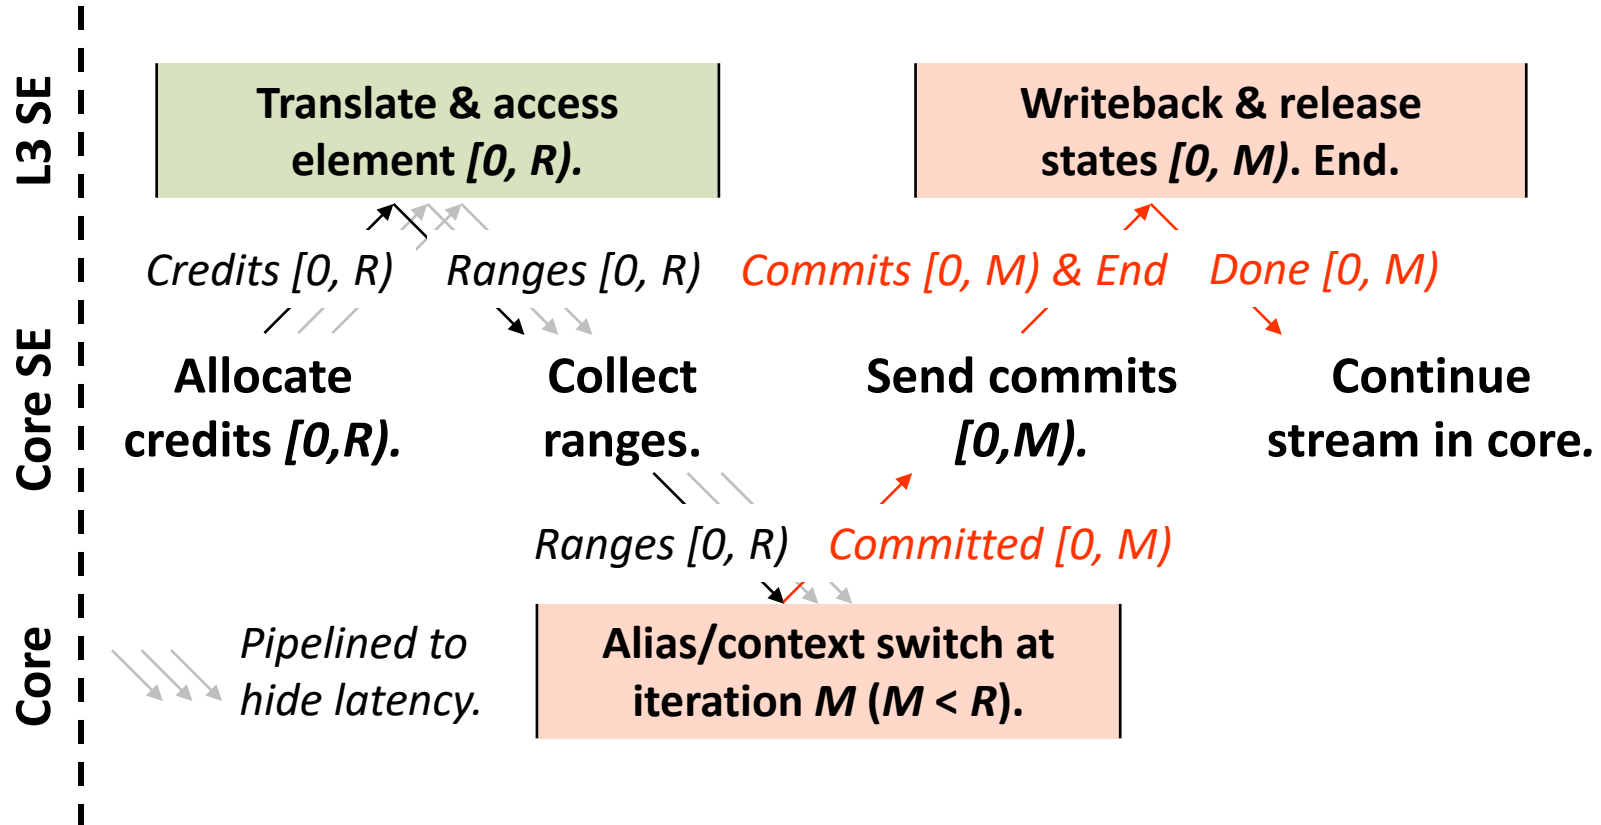 L3 SE
Translate & access
element [0, R).
Writeback & release
states [0, M). End.
Credits [0, R)
Ranges [0, R)
Commits [0, M) & End
Done [0, M)
Core SE
Allocate
credits [0,R).
Collect
ranges.
Send commits
[0,M).
Continue
stream in core.
Ranges [0, R)
Committed [0, M)
Core
Pipelined to
hide latency.
Alias/context switch at
iteration M (M < R).